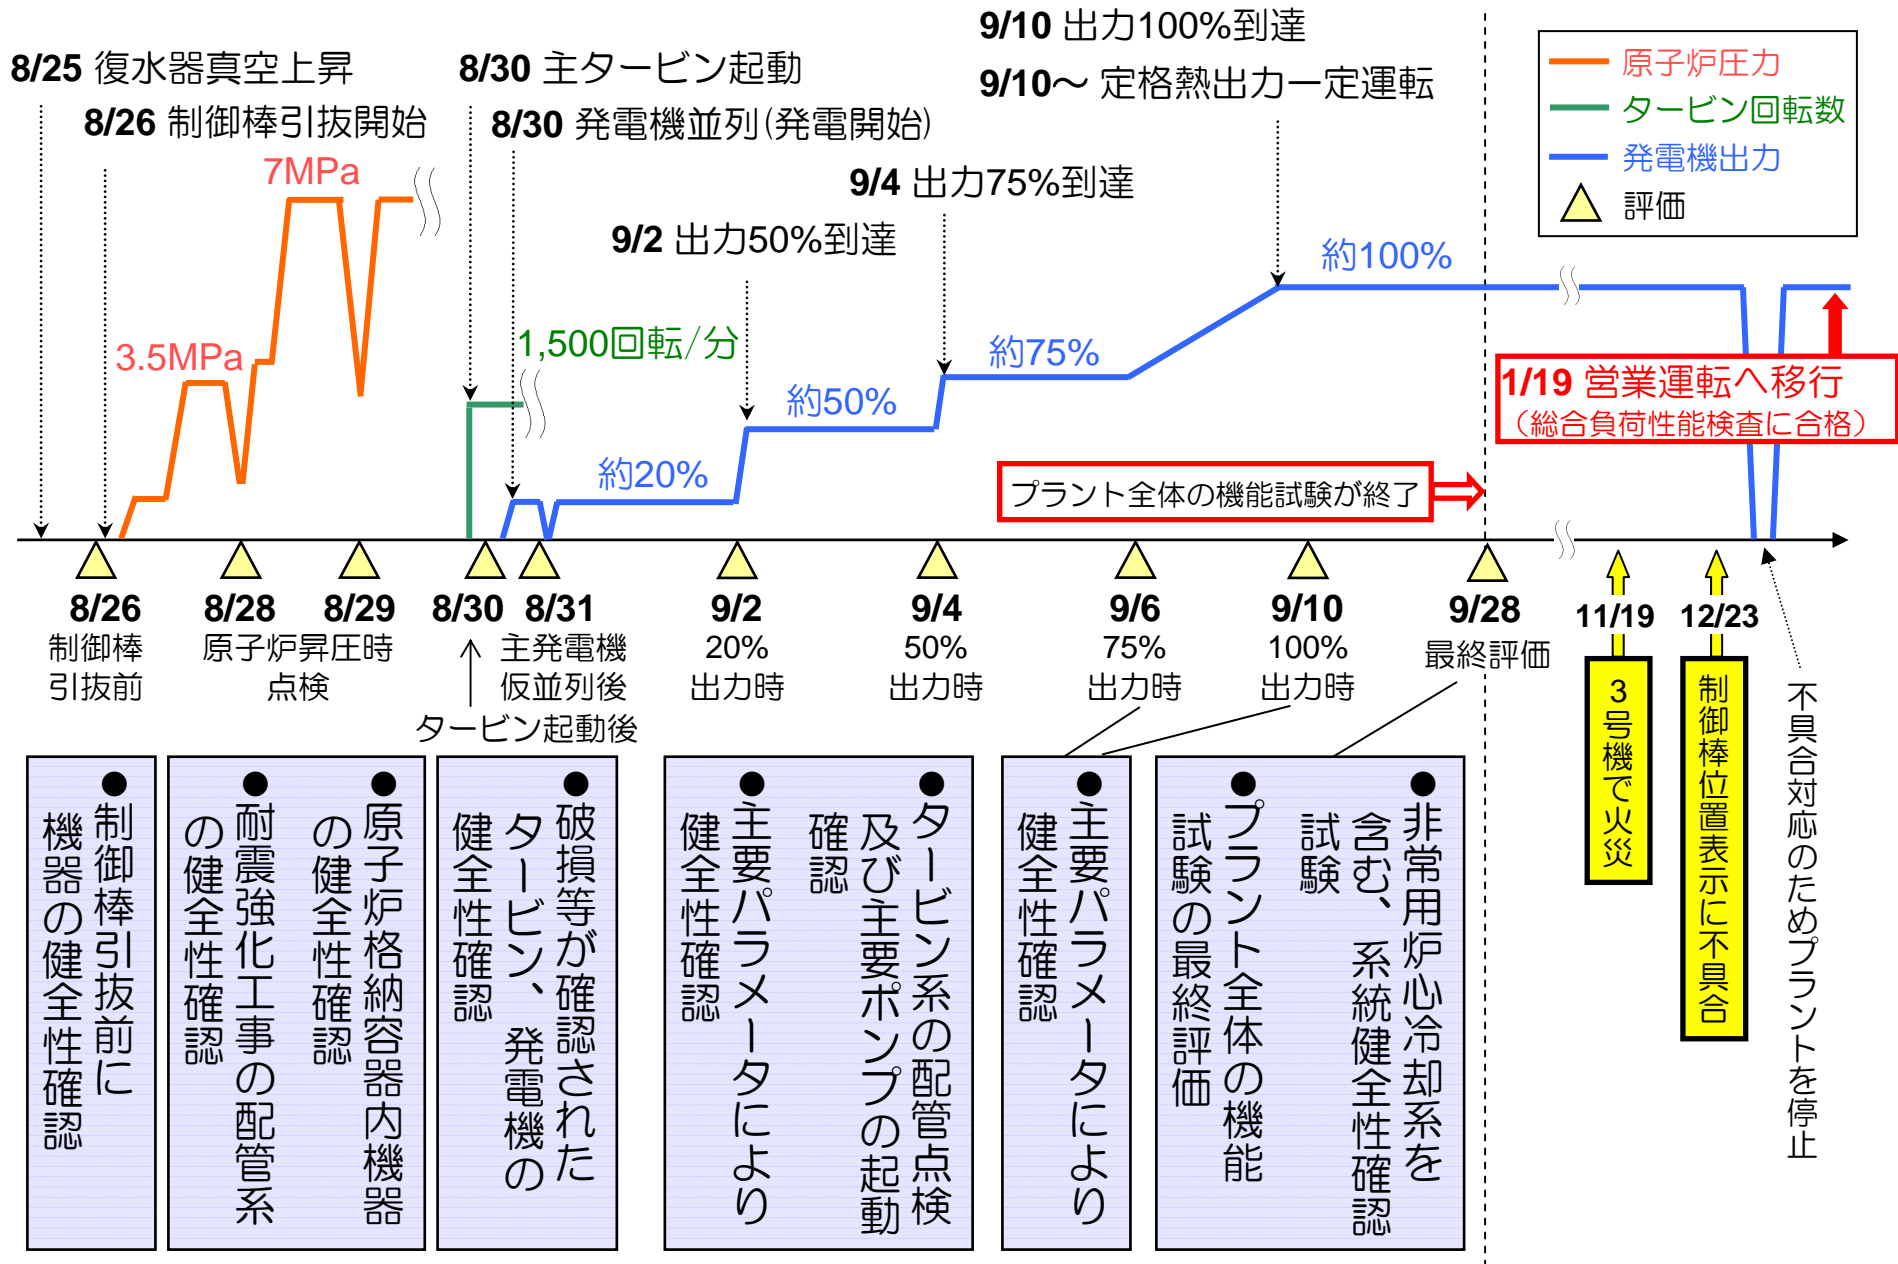 8/25 復水器真空上昇
8/26 制御棒引抜開始
8/30 主タービン起動
8/30 発電機並列(発電開始)
9/2 出力50%到達
9/4 出力75%到達
9/10 出力100%到達
9/10～ 定格熱出力一定運転
原子炉圧力
タービン回転数
発電機出力
評価
7MPa
3.5MPa
1,500回転/分
約20%
約50%
約75%
約100%
1/19 営業運転へ移行
（総合負荷性能検査に合格）
プラント全体の機能試験が終了
8/26
制御棒
引抜前
8/28
8/29
原子炉昇圧時
点検
8/30
タービン起動後
8/31
主発電機
仮並列後
9/2
20%
出力時
9/4
50%
出力時
9/6
75%
出力時
9/10
100%
出力時
9/28
最終評価
11/19
3号機で火災
12/23
制御棒位置表示に不具合
不具合対応のためプラントを停止
●制御棒引抜前に
機器の健全性確認
●原子炉格納容器内機器
の健全性確認
●耐震強化工事の配管系
の健全性確認
●破損等が確認された
タービン、発電機の
健全性確認
●タービン系の配管点検
及び主要ポンプの起動
確認
●主要パラメータにより
健全性確認
●主要パラメータにより
健全性確認
●非常用炉心冷却系を
含む、系統健全性確認
試験
●プラント全体の機能
試験の最終評価